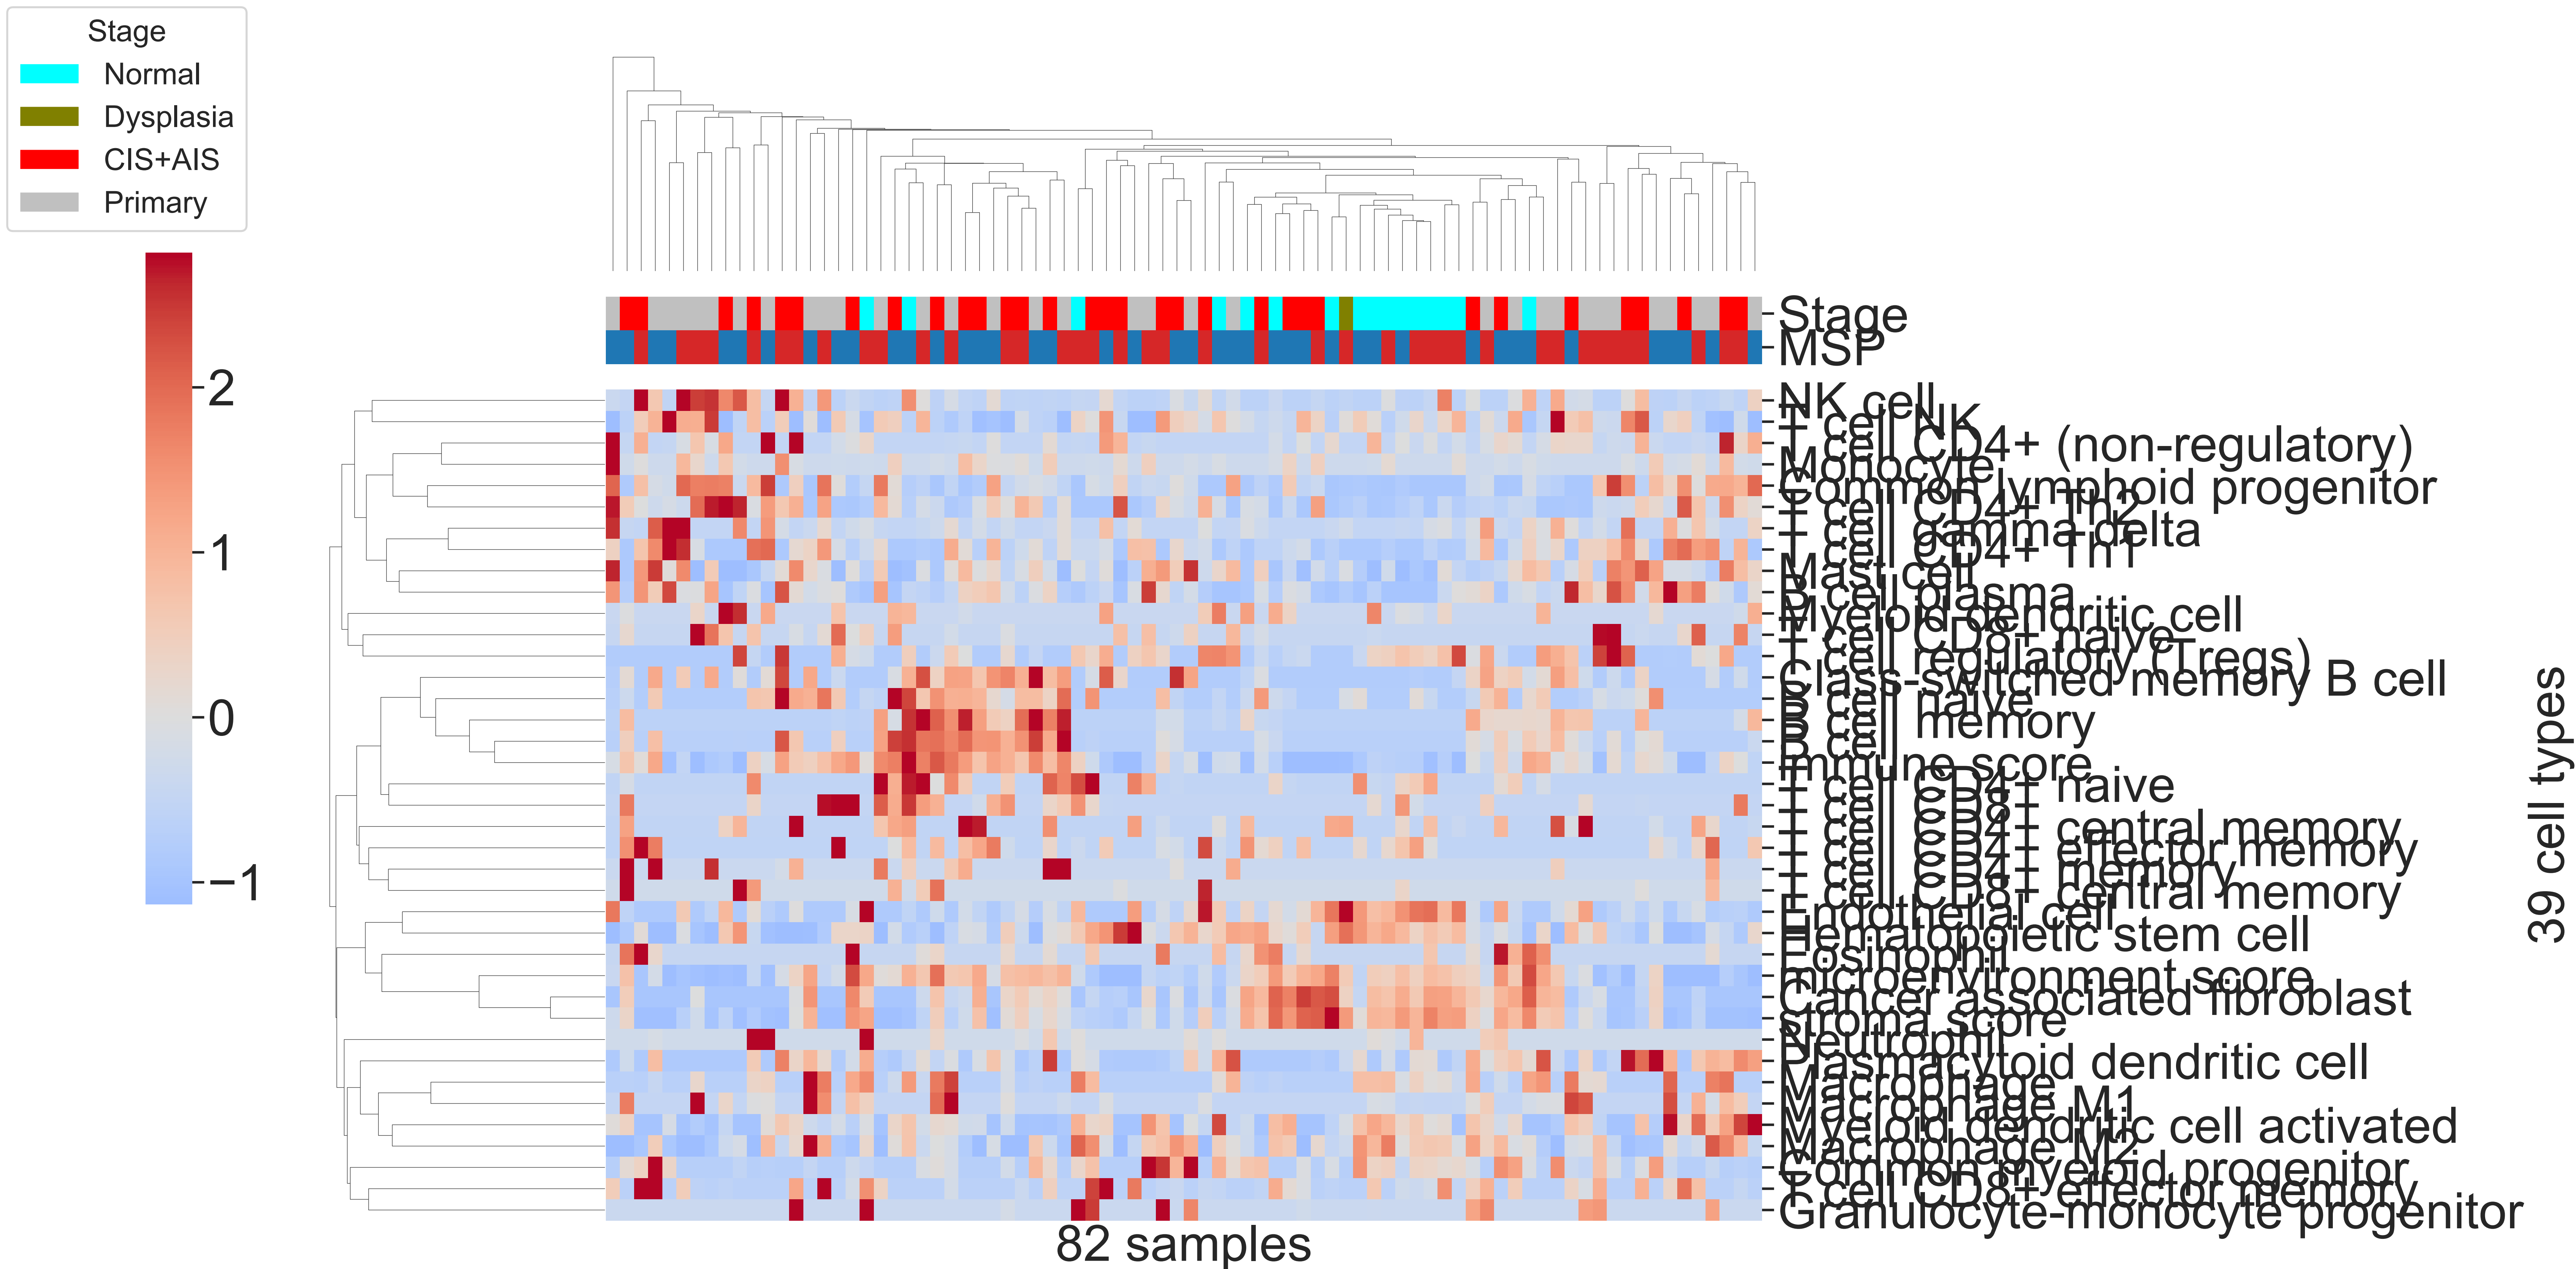 Stage
Normal
Dysplasia
CIS+AIS
Primary
2
1
0
−1
Stage
MSP
NK cell
T cell NK
T cell CD4+ (non-regulatory)
Monocyte
Common lymphoid progenitor
T cell CD4+ Th2
T cell gamma delta
T cell CD4+ Th1
Mast cell
B cell plasma
Myeloid dendritic cell
T cell CD8+ naive
T cell regulatory (Tregs)
Class-switched memory B cell
B cell naive
B cell memory
B cell
immune score
T cell CD4+ naive
T cell CD8+
T cell CD4+ central memory
T cell CD4+ effector memory
T cell CD4+ memory
T cell CD8+ central memory
Endothelial cell
Hematopoietic stem cell
Eosinophil
microenvironment score
Cancer associated fibroblast
stroma score
Neutrophil
Plasmacytoid dendritic cell
Macrophage
Macrophage M1
Myeloid dendritic cell activated
Macrophage M2
Common myeloid progenitor
T cell CD8+ effector memory
Granulocyte-monocyte progenitor
39 cell types
82 samples